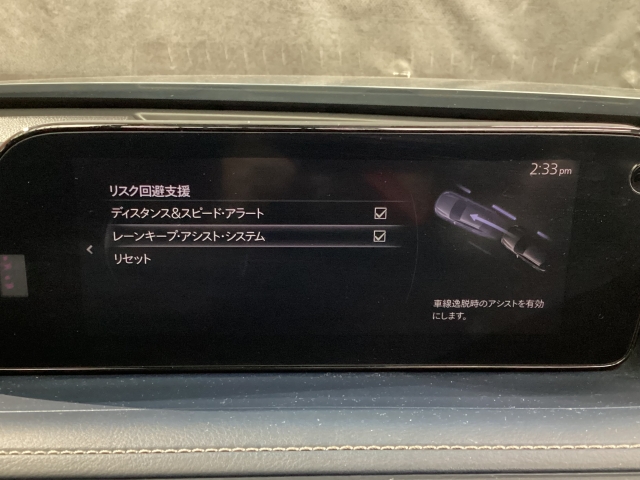 2:33 pm
リスク回避支援
ディスタンス&スピード・アラート
レーンキープ・アシスト・システム
リセット
車線逸脱時のアシストを有効
にします。